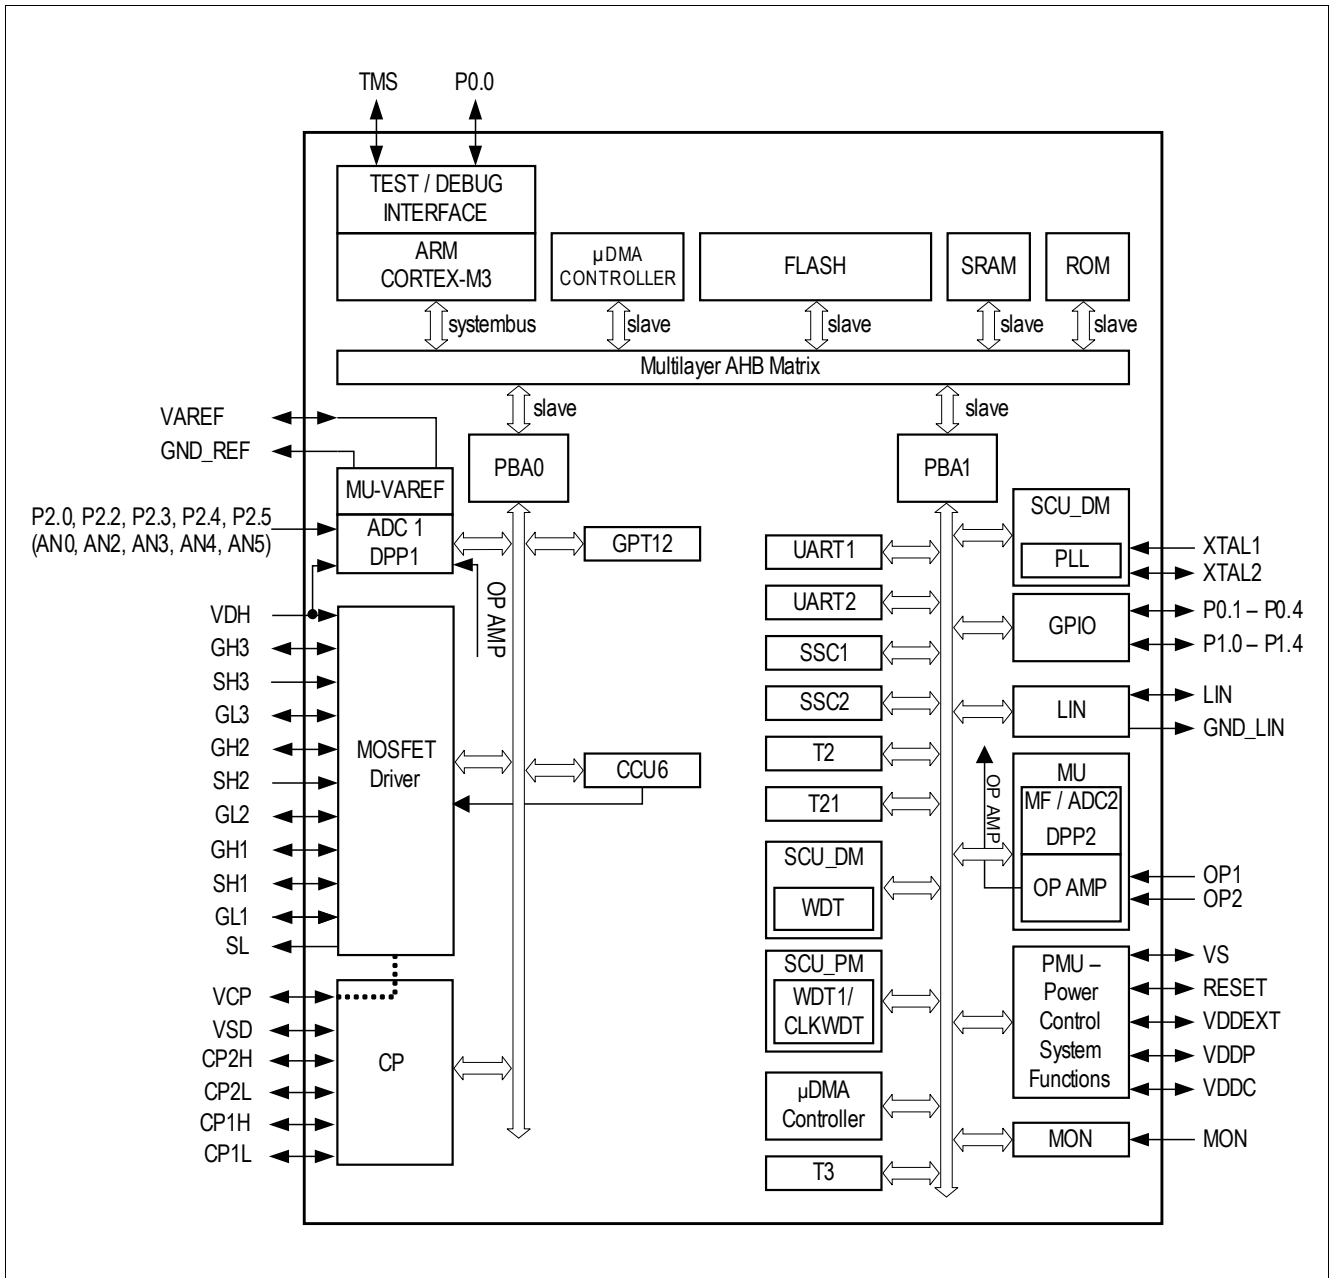 TMS
P0.0
TEST / DEBUG
INTERFACE
ARM
CORTEX-M3
µDMA
CONTROLLER
FLASH
SRAM
ROM
systembus
slave
slave
slave
slave
Multilayer AHB Matrix
slave
slave
VAREF
GND_REF
PBA0
PBA1
MU-VAREF
P2.0, P2.2, P2.3, P2.4, P2.5
(AN0, AN2, AN3, AN4, AN5)
ADC 1
DPP1
GPT12
OP AMP
VDH
GH3
SH3
GL3
GH2
SH2
GL2
GH1
SH1
GL1
SL
MOSFET
Driver
CCU6
VCP
VSD
CP2H
CP2L
CP1H
CP1L
CP
UART1
UART2
SSC1
SSC2
T2
T21
SCU_DM
WDT
SCU_PM
WDT1/
CLKWDT
µDMA
Controller
T3
SCU_DM
PLL
XTAL1
XTAL2
GPIO
P0.1 – P0.4
P1.0 – P1.4
LIN
LIN
GND_LIN
OP AMP
MU
MF / ADC2
DPP2
OP AMP
OP1
OP2
PMU –
Power
Control
System
Functions
VS
RESET
VDDEXT
VDDP
VDDC
MON
MON